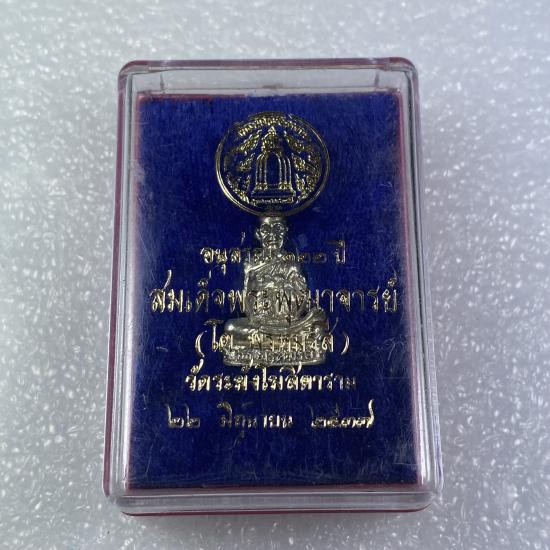 อนุสรณ์ ๑๒๒ ปี
สมเด็จพระพุฒาจารย์
(โต พฺรหฺมรํสี)
วัดระฆังโฆสิตาราม
๒๒ มิถุนายน ๒๕๓๗